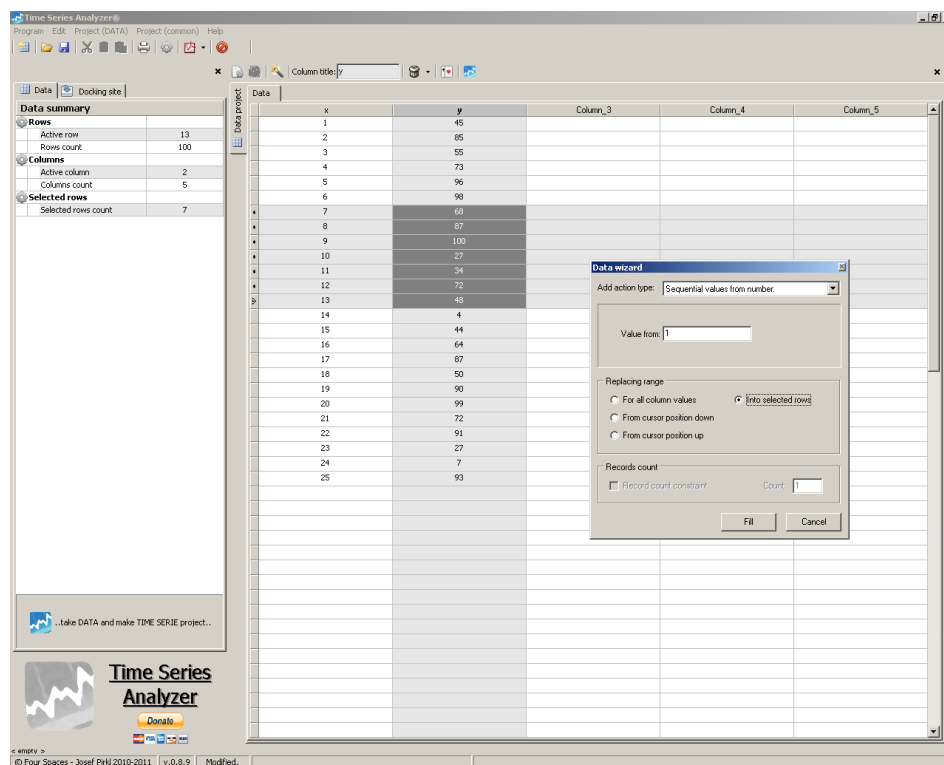 Time Series Analyzer®
Program Edit Project (DATA) Project (common) Help
Column title: y
Data Docking site
Data project
Data
Data summary
Rows
Active row 13
Rows count 100
Columns
Active column 2
Columns count 5
Selected rows
Selected rows count 7
x y Column_3 Column_4 Column_5
1 45
2 85
3 55
4 73
5 96
6 98
7 68
8 87
9 100
10 27
11 34
12 72
13 48
14 4
15 44
16 64
17 87
18 50
19 90
20 99
21 72
22 91
23 27
24 7
25 93
Data wizard
Add action type: Sequential values from number:
Value from: 1
Replacing range
For all column values Into selected rows
From cursor position down
From cursor position up
Records count
Record count constraint Count: 1
Fill Cancel
..take DATA and make TIME SERIE project..
Time Series
Analyzer
Donate
< empty >
© Four Spaces - Josef Pirkl 2010-2011 v.0.8.9 Modified.